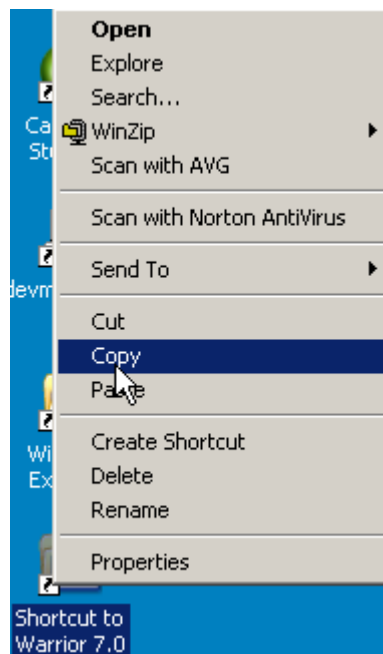 Open
Explore
Search...
WinZip
Scan with AVG
Scan with Norton AntiVirus
Send To
Cut
Copy
Paste
Create Shortcut
Delete
Rename
Properties
Shortcut to
Warrior 7.0